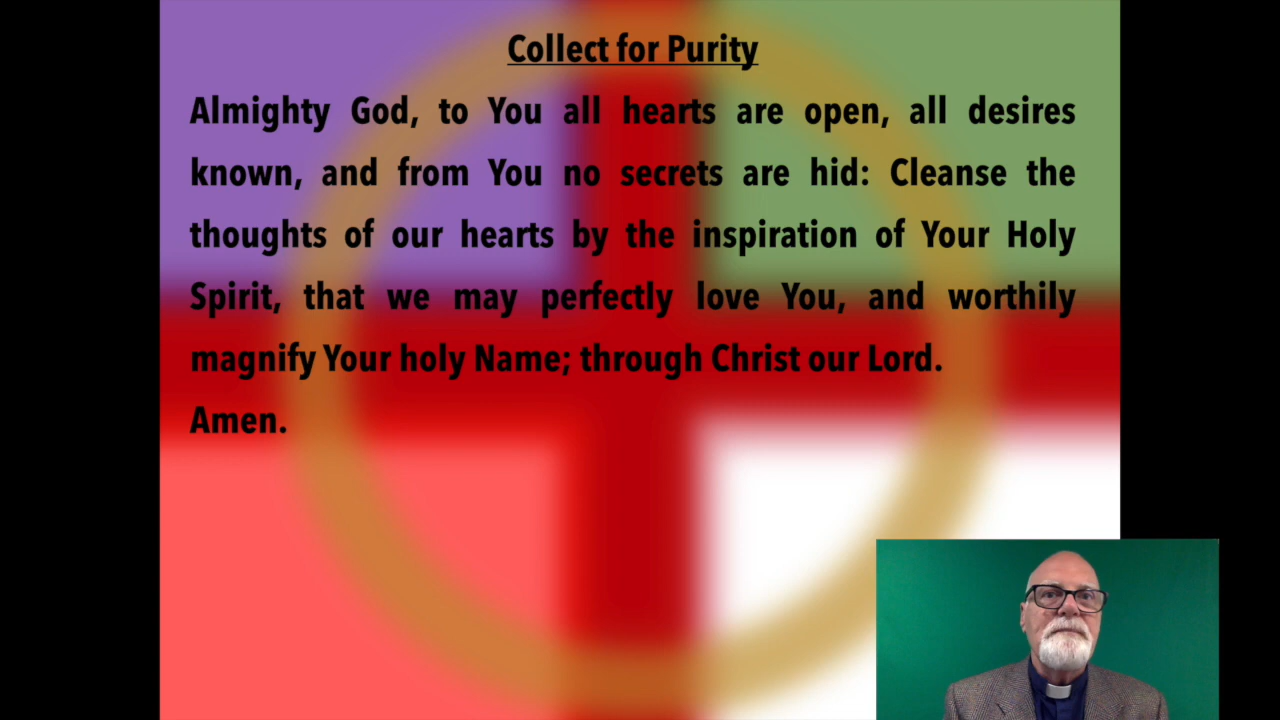 Collect for Purity
Almighty God, to You all hearts are open, all desires
known, and from You no secrets are hid: Cleanse the
thoughts of our hearts by the inspiration of Your Holy
Spirit, that we may perfectly love You, and worthily
magnify Your holy Name; through Christ our Lord.
Amen.